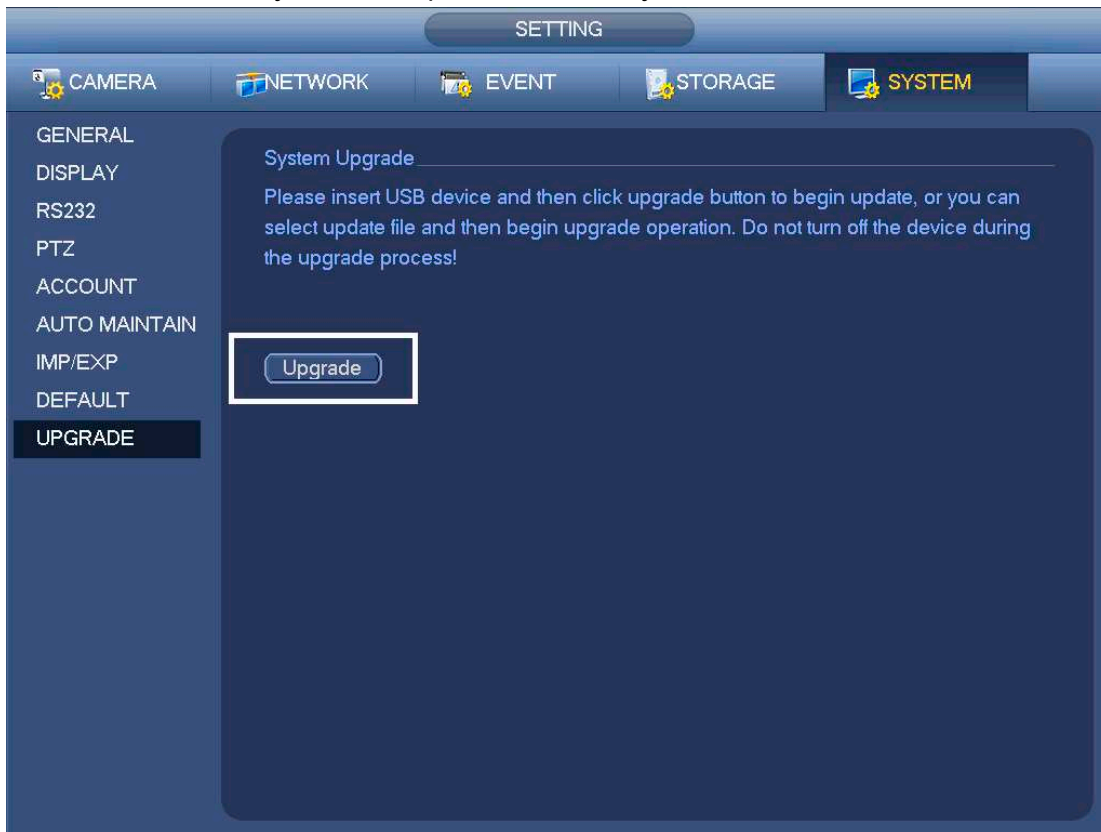 SETTING
CAMERA NETWORK EVENT STORAGE SYSTEM
GENERAL
DISPLAY
RS232
PTZ
ACCOUNT
AUTO MAINTAIN
IMP/EXP
DEFAULT
UPGRADE
System Upgrade
Please insert USB device and then click upgrade button to begin update, or you can
select update file and then begin upgrade operation. Do not turn off the device during
the upgrade process!
Upgrade